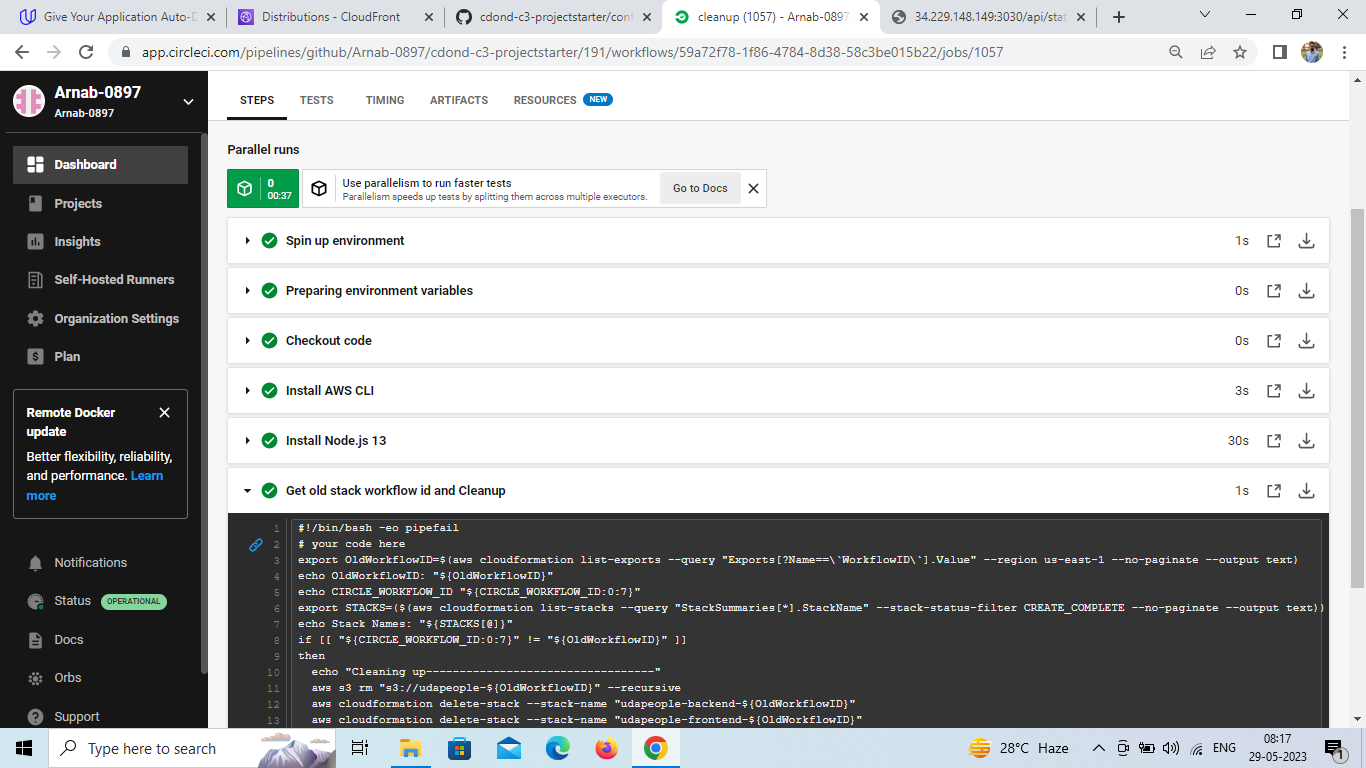 Give Your Application Auto-D
Distributions - CloudFront
cdond-c3-projectstarter/conf
cleanup (1057) - Arnab-0897
34.229.148.149:3030/api/stat
app.circleci.com/pipelines/github/Arnab-0897/cdond-c3-projectstarter/191/workflows/59a72f78-1f86-4784-8d38-58c3be015b22/jobs/1057
Arnab-0897
Arnab-0897
Dashboard
Projects
Insights
Self-Hosted Runners
Organization Settings
Plan
Remote Docker
update
Better flexibility, reliability,
and performance. Learn
more
Notifications
Status OPERATIONAL
Docs
Orbs
Support
STEPS TESTS TIMING ARTIFACTS RESOURCES NEW
Parallel runs
0
00:37
Use parallelism to run faster tests
Parallelism speeds up tests by splitting them across multiple executors.
Go to Docs
Spin up environment 1s
Preparing environment variables 0s
Checkout code 0s
Install AWS CLI 3s
Install Node.js 13 30s
Get old stack workflow id and Cleanup 1s
1 #!/bin/bash -eo pipefail
2 # your code here
3 export OldWorkflowID=$(aws cloudformation list-exports --query "Exports[?Name==\`WorkflowID\`].Value" --region us-east-1 --no-paginate --output text)
4 echo OldWorkflowID: "${OldWorkflowID}"
5 echo CIRCLE_WORKFLOW_ID "${CIRCLE_WORKFLOW_ID:0:7}"
6 export STACKS=($(aws cloudformation list-stacks --query "StackSummaries[*].StackName" --stack-status-filter CREATE_COMPLETE --no-paginate --output text))
7 echo Stack Names: "${STACKS[@]}"
8 if [[ "${CIRCLE_WORKFLOW_ID:0:7}" != "${OldWorkflowID}" ]]
9 then
10 echo "Cleaning up----------------------------------"
11 aws s3 rm "s3://udapeople-${OldWorkflowID}" --recursive
12 aws cloudformation delete-stack --stack-name "udapeople-backend-${OldWorkflowID}"
13 aws cloudformation delete-stack --stack-name "udapeople-frontend-${OldWorkflowID}"
Type here to search
28°C Haze
ENG
08:17
29-05-2023
1